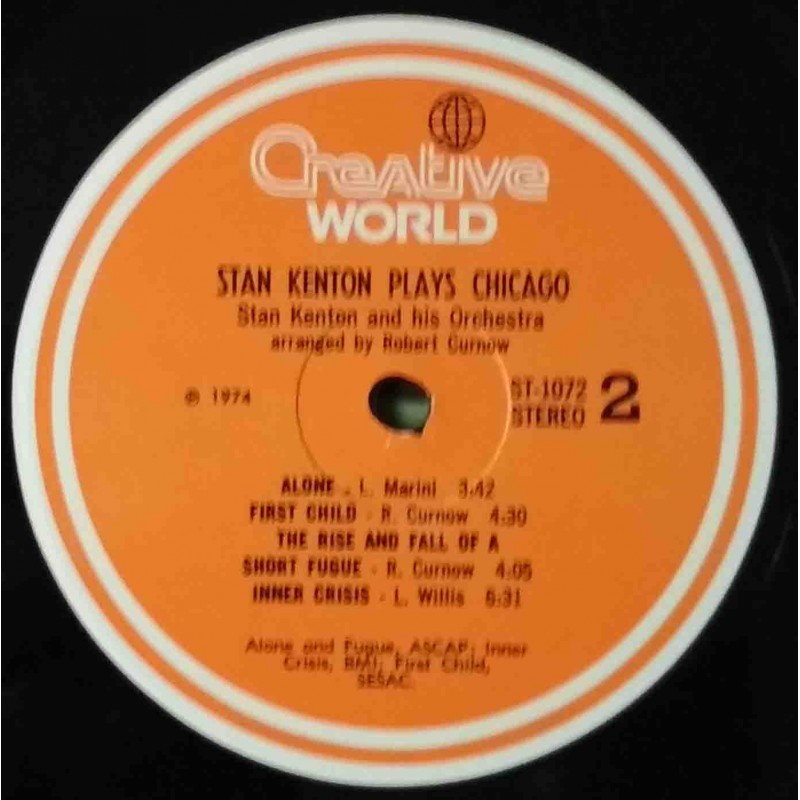 Creative
WORLD
STAN KENTON PLAYS CHICAGO
Stan Kenton and his Orchestra
arranged by Robert Curnow
℗ 1974
ST-1072
STEREO 2
ALONE - L. Marini 3:42
FIRST CHILD - R. Curnow 4:30
THE RISE AND FALL OF A
SHORT FUGUE - R. Curnow 4:05
INNER CRISIS - L. Willis 6:31
Alone and Fugue, ASCAP; Inner
Crisis, BMI; First Child,
SESAC